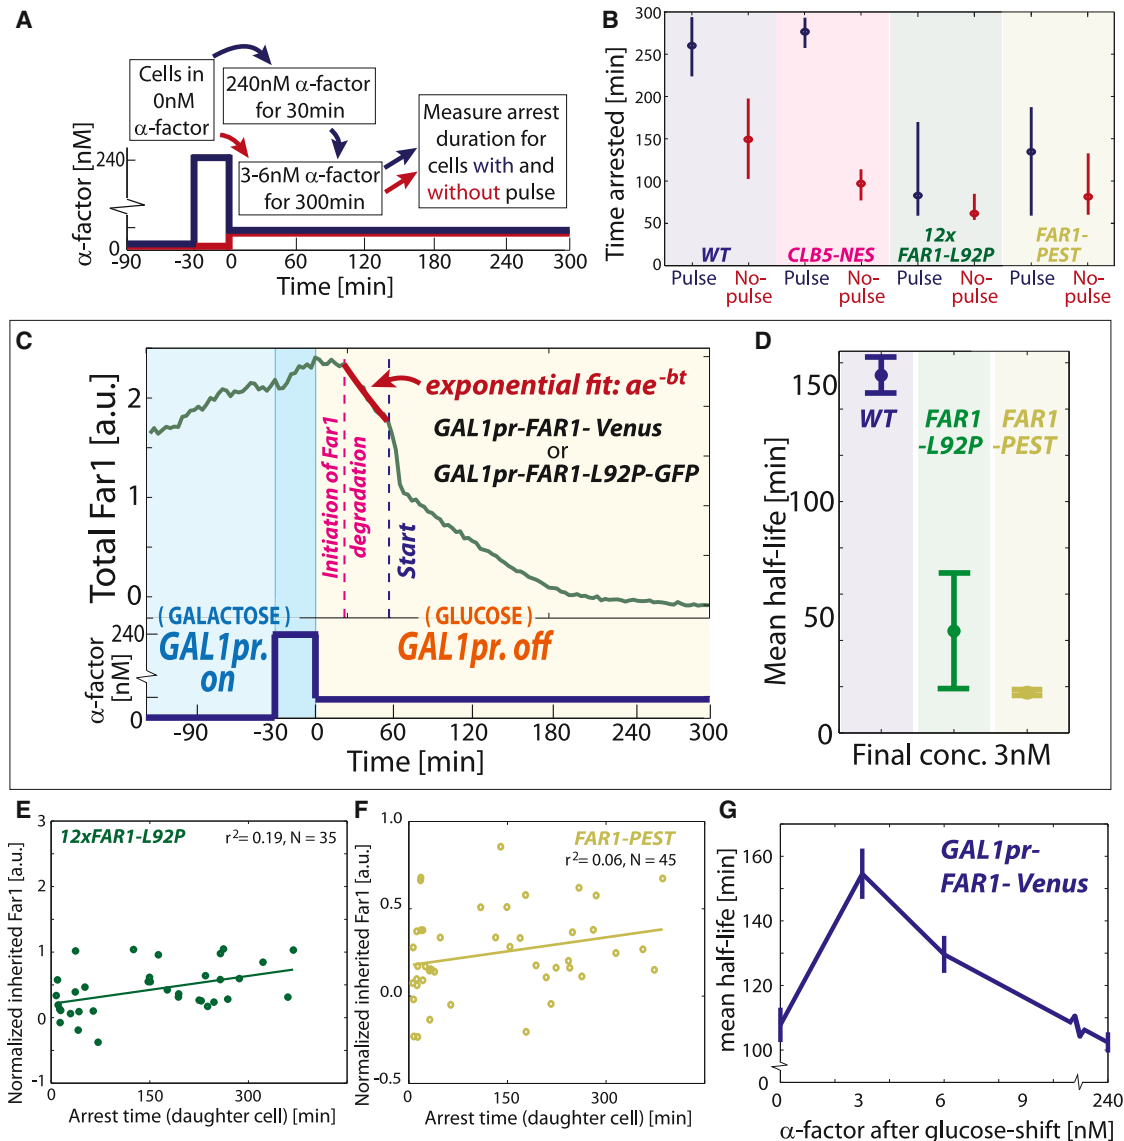 A
Cells in
0nM
α-factor
240nM α-factor
for 30min
3-6nM α-factor
for 300min
Measure arrest
duration for
cells with and
without pulse
α-factor [nM]
240
0
-90 -30 0 60 120 180 240 300
Time [min]
B
Time arrested [min]
300
250
200
150
100
50
0
WT
CLB5-NES
12x
FAR1-L92P
FAR1-
PEST
Pulse No-pulse Pulse No-pulse Pulse No-pulse Pulse No-pulse
C
Total Far1 [a.u.]
2
1
0
exponential fit: ae^-bt
GAL1pr-FAR1- Venus
or
GAL1pr-FAR1-L92P-GFP
Initiation of Far1
degradation
Start
( GALACTOSE )
GAL1pr.
on
( GLUCOSE )
GAL1pr. off
α-factor
[nM]
240
0
-90 -30 0 60 120 180 240 300
Time [min]
D
Mean half-life [min]
150
100
50
0
WT
FAR1
-L92P
FAR1
-PEST
Final conc. 3nM
E
Normalized inherited Far1 [a.u.]
3
2
1
0
-1
12xFAR1-L92P
r²= 0.19, N = 35
0 150 300
Arrest time (daughter cell) [min]
F
Normalized inherited Far1 [a.u.]
1.0
0.5
0.0
-0.5
FAR1-PEST
r²= 0.06, N = 45
0 150 300
Arrest time (daughter cell) [min]
G
mean half-life [min]
160
140
120
100
0
GAL1pr-
FAR1- Venus
0 3 6 9 240
α-factor after glucose-shift [nM]